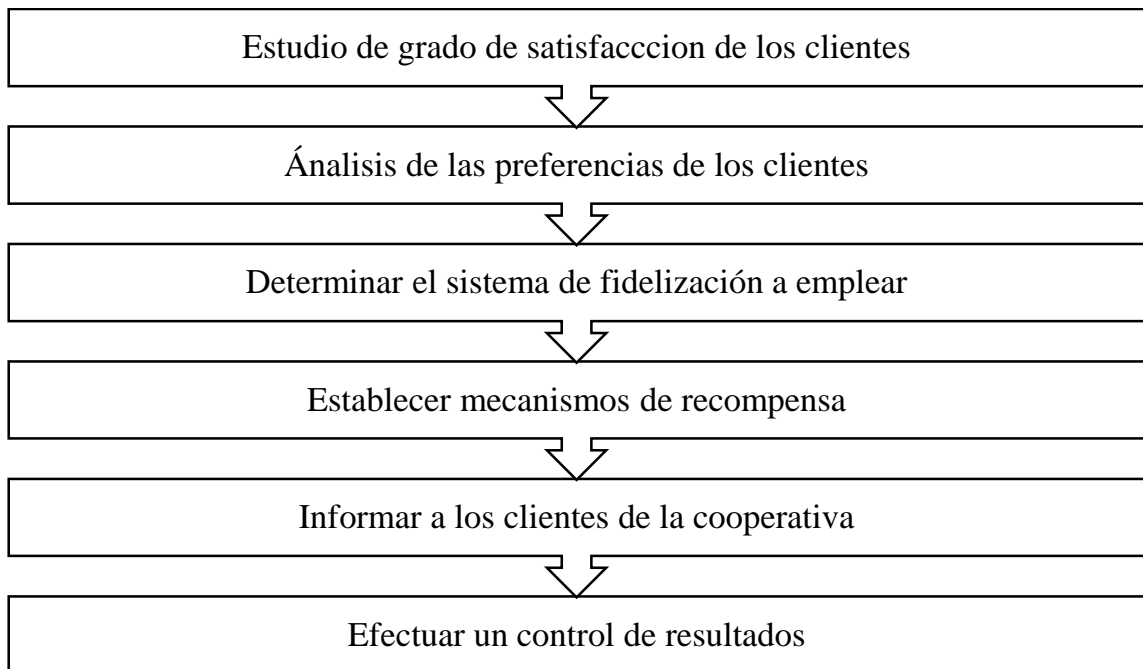 Estudio de grado de satisfacccion de los clientes
Ánalisis de las preferencias de los clientes
Determinar el sistema de fidelización a emplear
Establecer mecanismos de recompensa
Informar a los clientes de la cooperativa
Efectuar un control de resultados